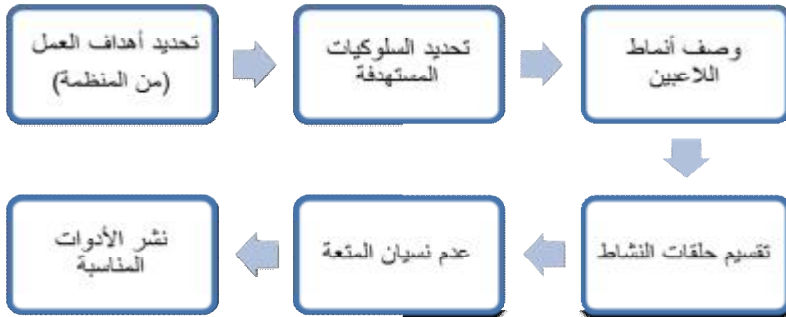 تحديد أهداف العمل
(من المنظمة)
تحديد السلوكيات
المستهدفة
وصف أنماط
اللاعبين
تقسيم حلقات النشاط
عدم نسيان المتعة
نشر الأدوات
المناسبة